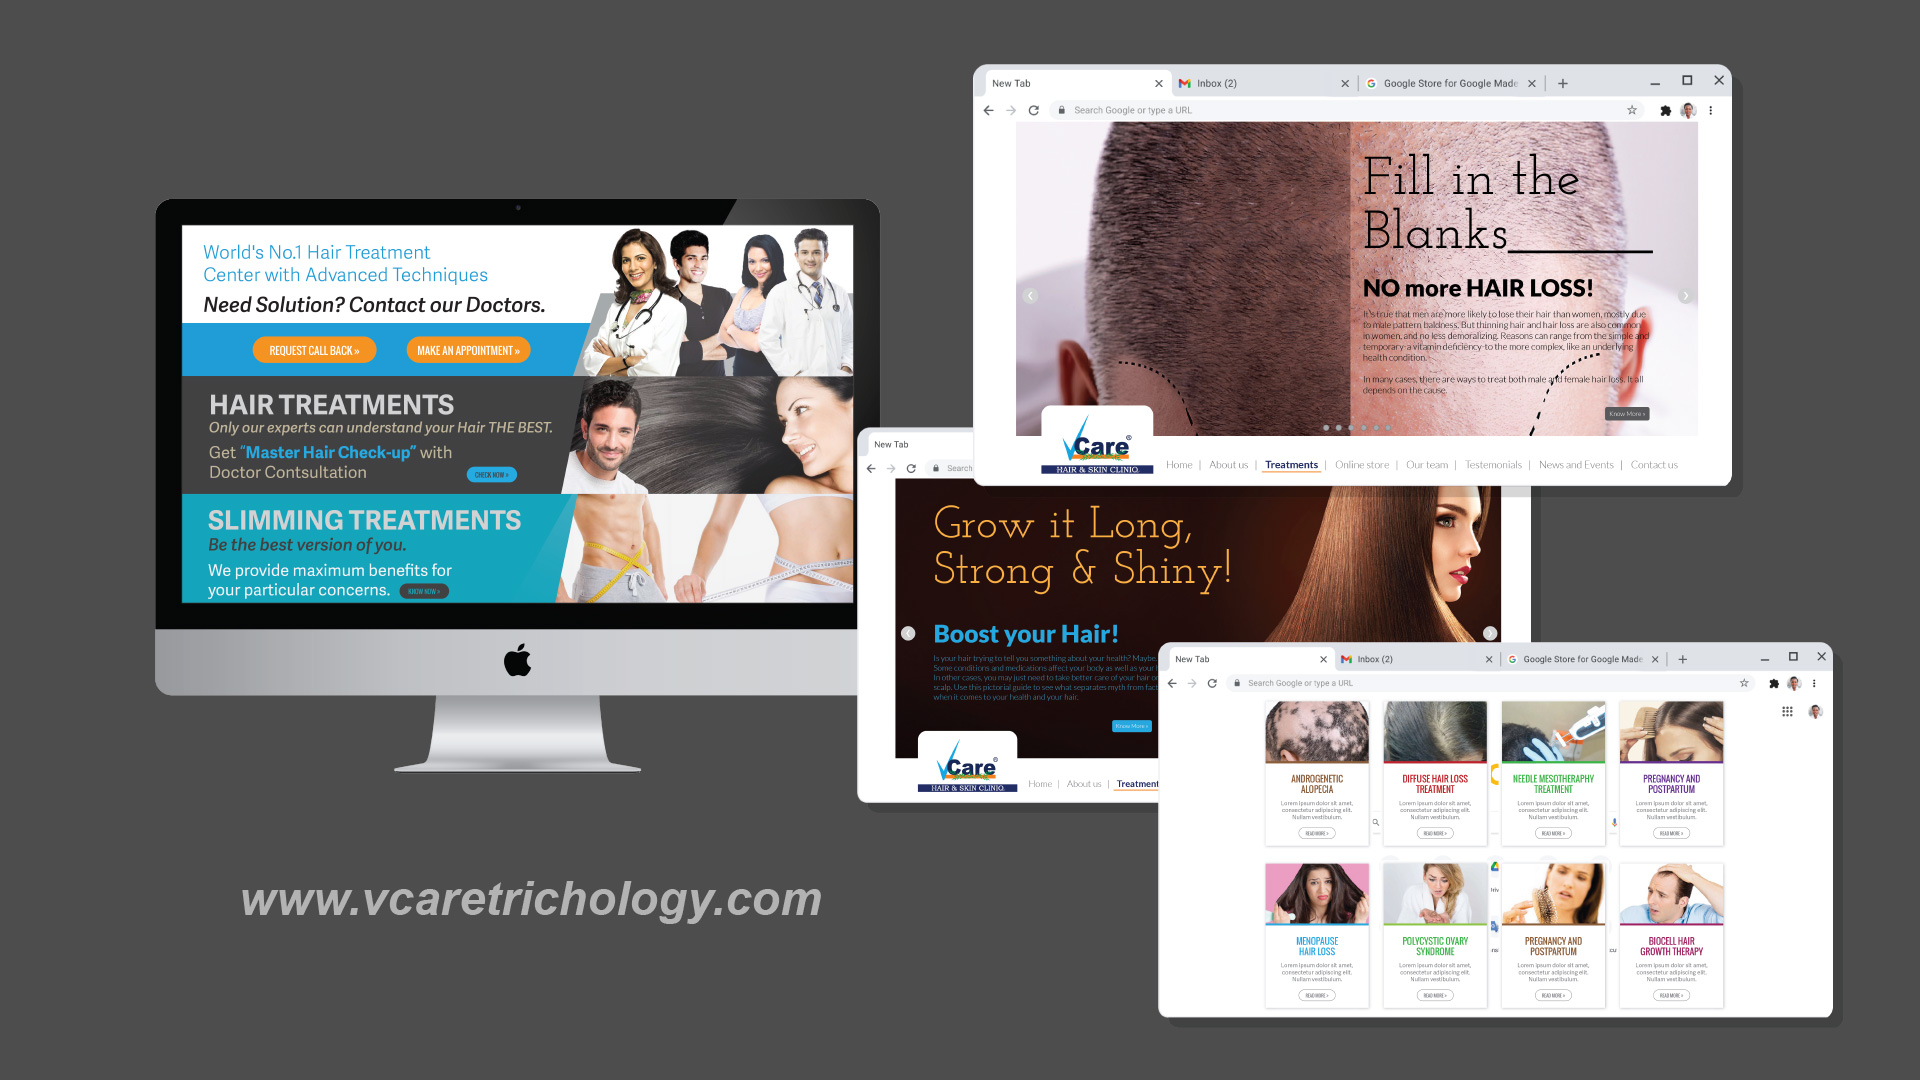 World's No.1 Hair Treatment
Center with Advanced Techniques
Need Solution? Contact our Doctors.
REQUEST CALL BACK »
MAKE AN APPOINTMENT »
HAIR TREATMENTS
Only our experts can understand your Hair THE BEST.
Get “Master Hair Check-up” with
Doctor Contsultation
CHECK NOW »
SLIMMING TREATMENTS
Be the best version of you.
We provide maximum benefits for
your particular concerns.
KNOW NOW »
www.vcaretrichology.com
New Tab
Inbox (2)
Google Store for Google Made
Search Google or type a URL
Fill in the
Blanks______
NO more HAIR LOSS!
It's true that men are more likely to lose their hair than women, mostly due
to male pattern baldness. But thinning hair and hair loss are also common
in women, and no less demoralizing. Reasons can range from the simple and
temporary-a vitamin deficiency-to the more complex, like an underlying
health condition.
In many cases, there are ways to treat both male and female hair loss. It all
depends on the cause.
Know More »
VCare®
HAIR & SKIN CLINIQ.
Home | About us | Treatments | Online store | Our team | Testemonials | News and Events | Contact us
New Tab
Search
Grow it Long,
Strong & Shiny!
Boost your Hair!
Is your hair trying to tell you something about your health? Maybe.
Some conditions and medications affect your body as well as your
In other cases, you may just need to take better care of your hair
scalp. Use this pictorial guide to see what separates myth from
when it comes to your health and your hair.
Know More »
VCare®
HAIR & SKIN CLINIQ.
Home | About us | Treatment
New Tab
Inbox (2)
Google Store for Google Made
Search Google or type a URL
ANDROGENETIC
ALOPECIA
Lorem ipsum dolor sit amet,
consectetur adipiscing elit.
Nullam vestibulum.
READ MORE »
DIFFUSE HAIR LOSS
TREATMENT
Lorem ipsum dolor sit amet,
consectetur adipiscing elit.
Nullam vestibulum.
READ MORE »
NEEDLE MESOTHERAPHY
TREATMENT
Lorem ipsum dolor sit amet,
consectetur adipiscing elit.
Nullam vestibulum.
READ MORE »
PREGNANCY AND
POSTPARTUM
Lorem ipsum dolor sit amet,
consectetur adipiscing elit.
Nullam vestibulum.
READ MORE »
MENOPAUSE
HAIR LOSS
Lorem ipsum dolor sit amet,
consectetur adipiscing elit.
Nullam vestibulum.
READ MORE »
POLYCYSTIC OVARY
SYNDROME
Lorem ipsum dolor sit amet,
consectetur adipiscing elit.
Nullam vestibulum.
READ MORE »
PREGNANCY AND
POSTPARTUM
Lorem ipsum dolor sit amet,
consectetur adipiscing elit.
Nullam vestibulum.
READ MORE »
BIOCELL HAIR
GROWTH THERAPY
Lorem ipsum dolor sit amet,
consectetur adipiscing elit.
Nullam vestibulum.
READ MORE »